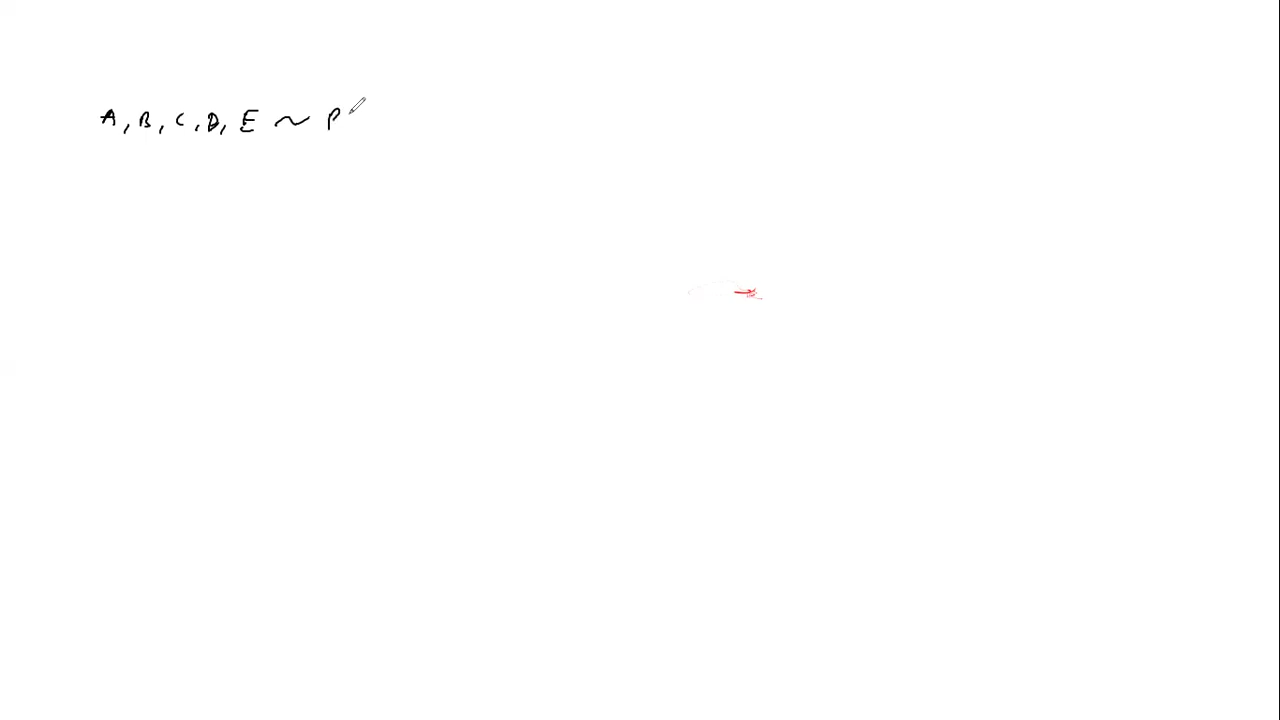 A, B, C, D, E ~ P